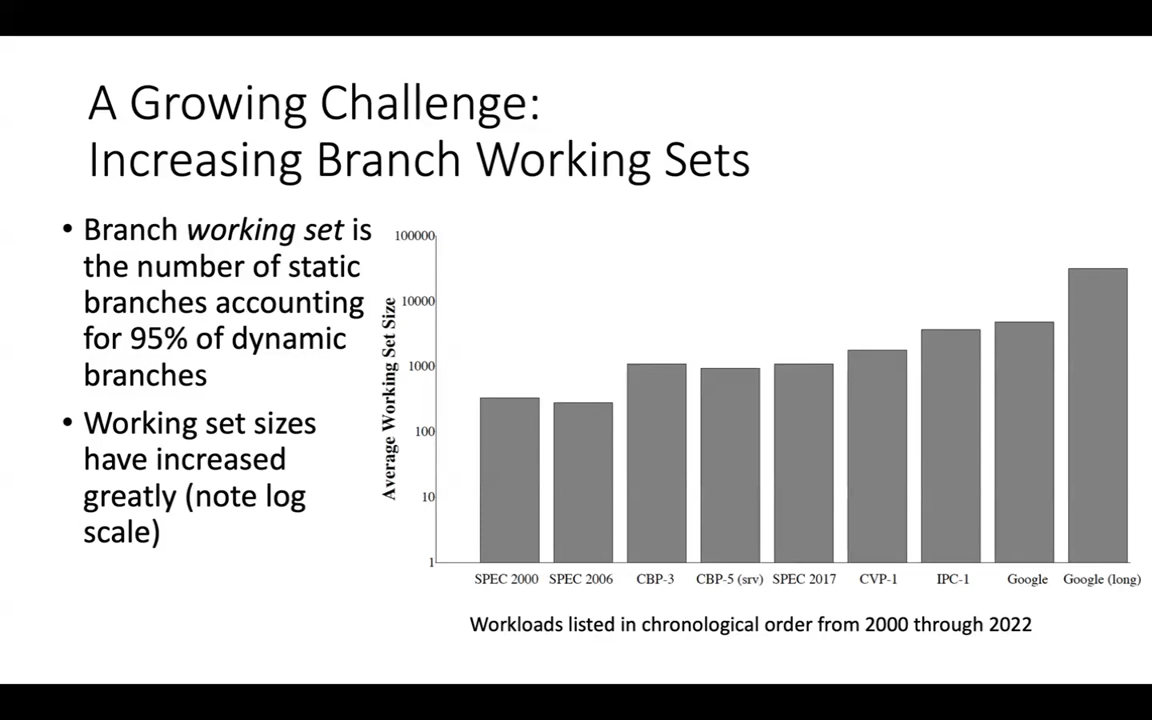 A Growing Challenge:
Increasing Branch Working Sets
• Branch working set is
the number of static
branches accounting
for 95% of dynamic
branches
• Working set sizes
have increased
greatly (note log
scale)
Average Working Set Size
100000
10000
1000
100
10
1
SPEC 2000 SPEC 2006 CBP-3 CBP-5 (srv) SPEC 2017 CVP-1 IPC-1 Google Google (long)
Workloads listed in chronological order from 2000 through 2022